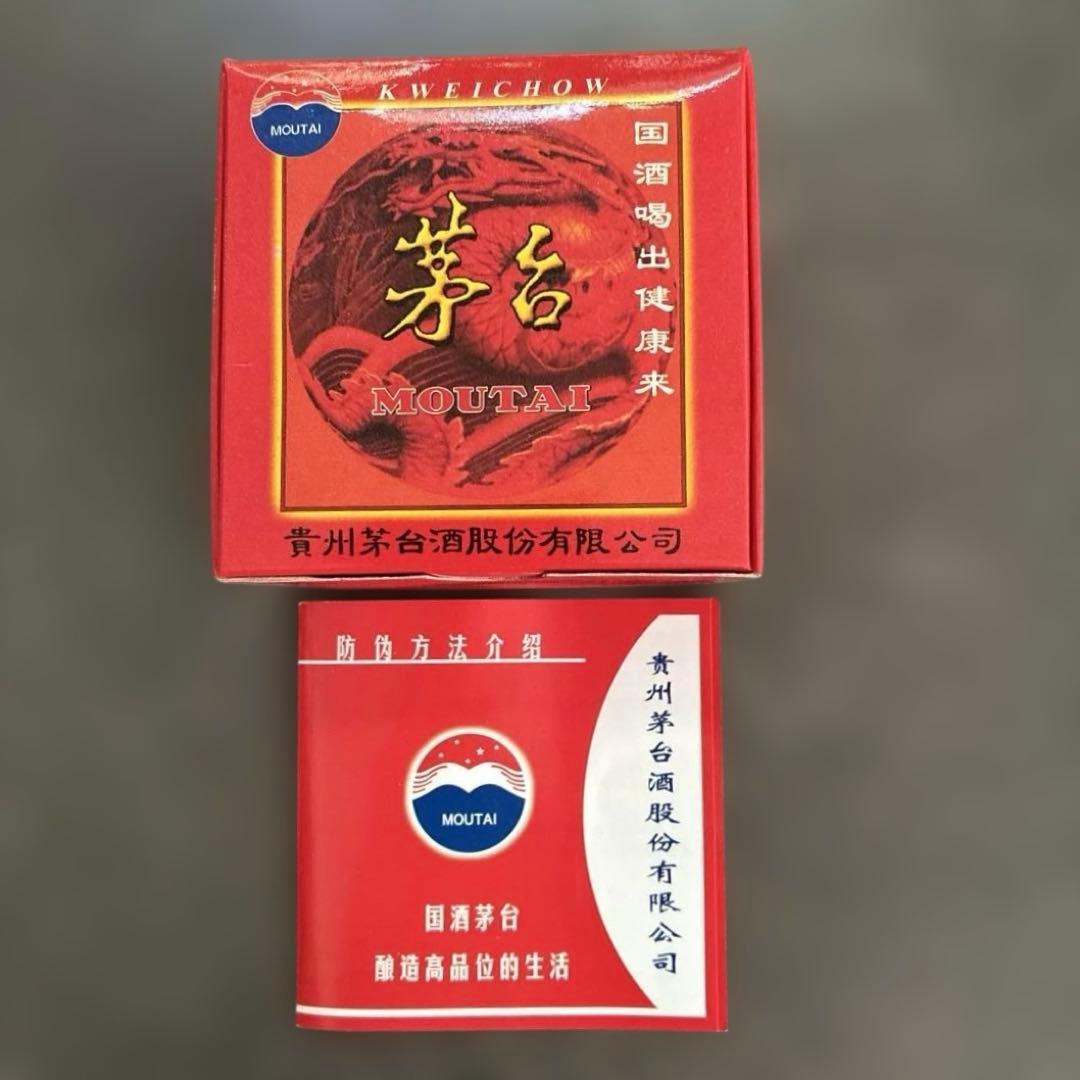 KWEICHOW
MOUTAI
国酒喝出健康来
茅台
MOUTAI
貴州茅台酒股份有限公司
防伪方法介绍
贵州茅台酒股份有限公司
MOUTAI
国酒茅台
酿造高品位的生活